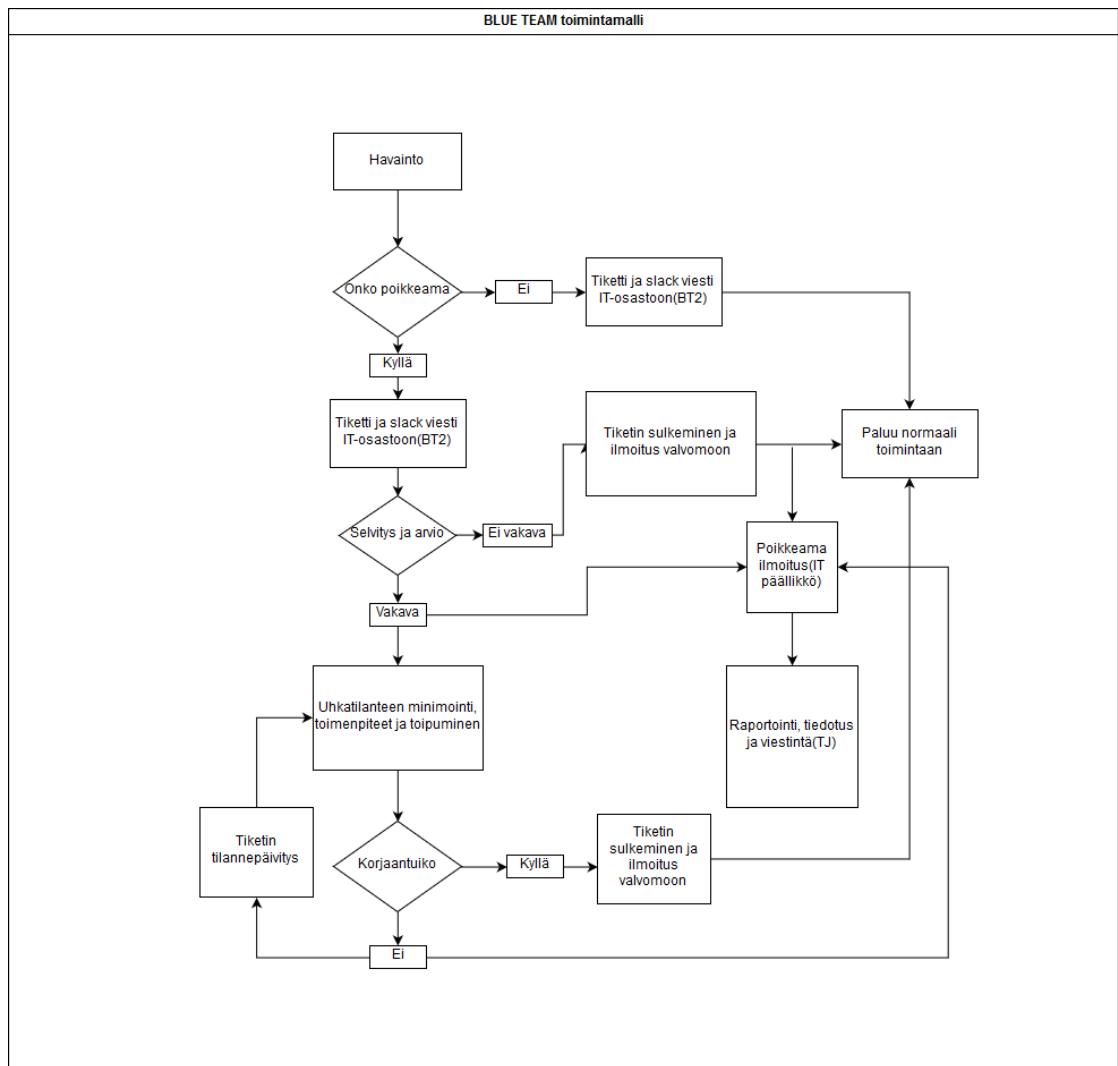 BLUE TEAM toimintamalli
Havainto
Onko poikkeama
Ei
Tiketti ja slack viesti
IT-osastoon(BT2)
Kyllä
Tiketti ja slack viesti
IT-osastoon(BT2)
Tiketin sulkeminen ja
ilmoitus valvomoon
Paluu normaali
toimintaan
Selvitys ja arvio
Ei vakava
Poikkeama
ilmoitus(IT
päällikkö)
Vakava
Uhkatilanteen minimointi,
toimenpiteet ja toipuminen
Raportointi, tiedotus
ja viestintä(TJ)
Tiketin
tilannepäivitys
Korjaantuiko
Kyllä
Tiketin
sulkeminen ja
ilmoitus
valvomoon
Ei